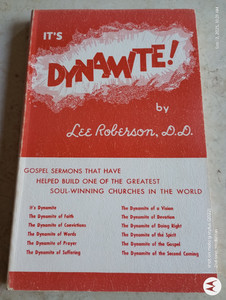 IT'S
DYNAMITE!
by
Lee Roberson, D.D.
GOSPEL SERMONS THAT HAVE
HELPED BUILD ONE OF THE GREATEST
SOUL-WINNING CHURCHES IN THE WORLD
It's Dynamite
The Dynamite of Faith
The Dynamite of Convictions
The Dynamite of Words
The Dynamite of Prayer
The Dynamite of Suffering
The Dynamite of a Vision
The Dynamite of Devotion
The Dynamite of Doing Right
The Dynamite of the Spirit
The Dynamite of the Gospel
The Dynamite of the Second Coming